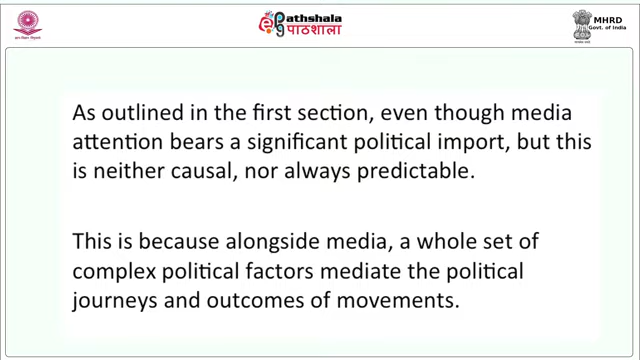 Pathshala
पाठशाला
MHRD
Govt. of India
As outlined in the first section, even though media
attention bears a significant political import, but this
is neither causal, nor always predictable.
This is because alongside media, a whole set of
complex political factors mediate the political
journeys and outcomes of movements.